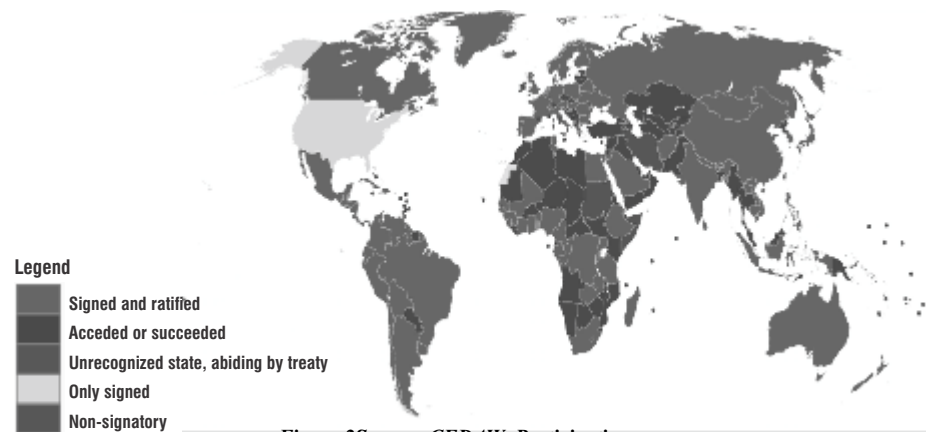 Legend
Signed and ratified
Acceded or succeeded
Unrecognized state, abiding by treaty
Only signed
Non-signatory